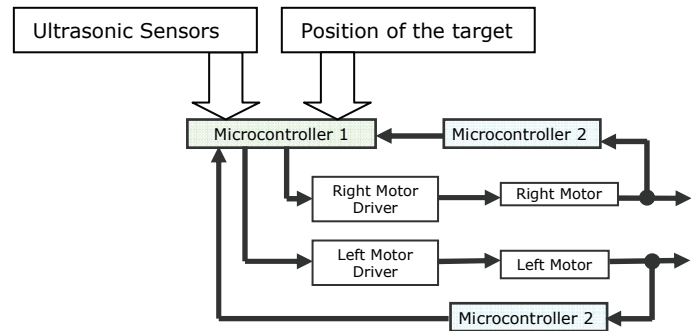 Ultrasonic Sensors
Position of the target
Microcontroller 1
Microcontroller 2
Right Motor
Driver
Right Motor
Left Motor
Driver
Left Motor
Microcontroller 2